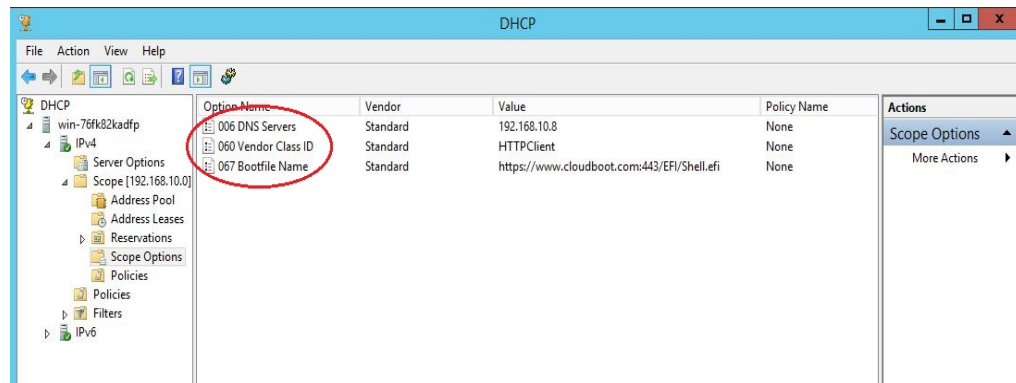 DHCP
File Action View Help
DHCP
win-76fk82kadfp
IPv4
Server Options
Scope [192.168.10.0]
Address Pool
Address Leases
Reservations
Scope Options
Policies
Policies
Filters
IPv6
Option Name Vendor Value Policy Name
006 DNS Servers Standard 192.168.10.8 None
060 Vendor Class ID Standard HTTPClient None
067 Bootfile Name Standard https://www.cloudboot.com:443/EFI/Shell.efi None
Actions
Scope Options
More Actions